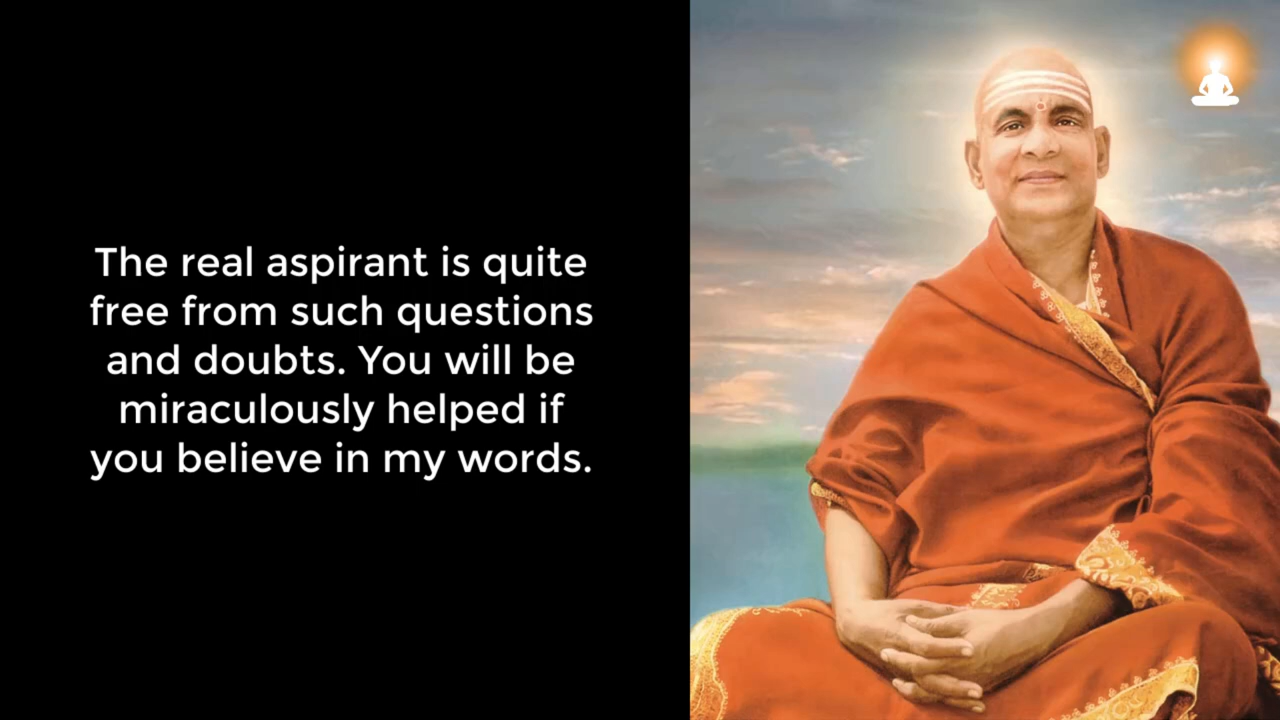 The real aspirant is quite
free from such questions
and doubts. You will be
miraculously helped if
you believe in my words.